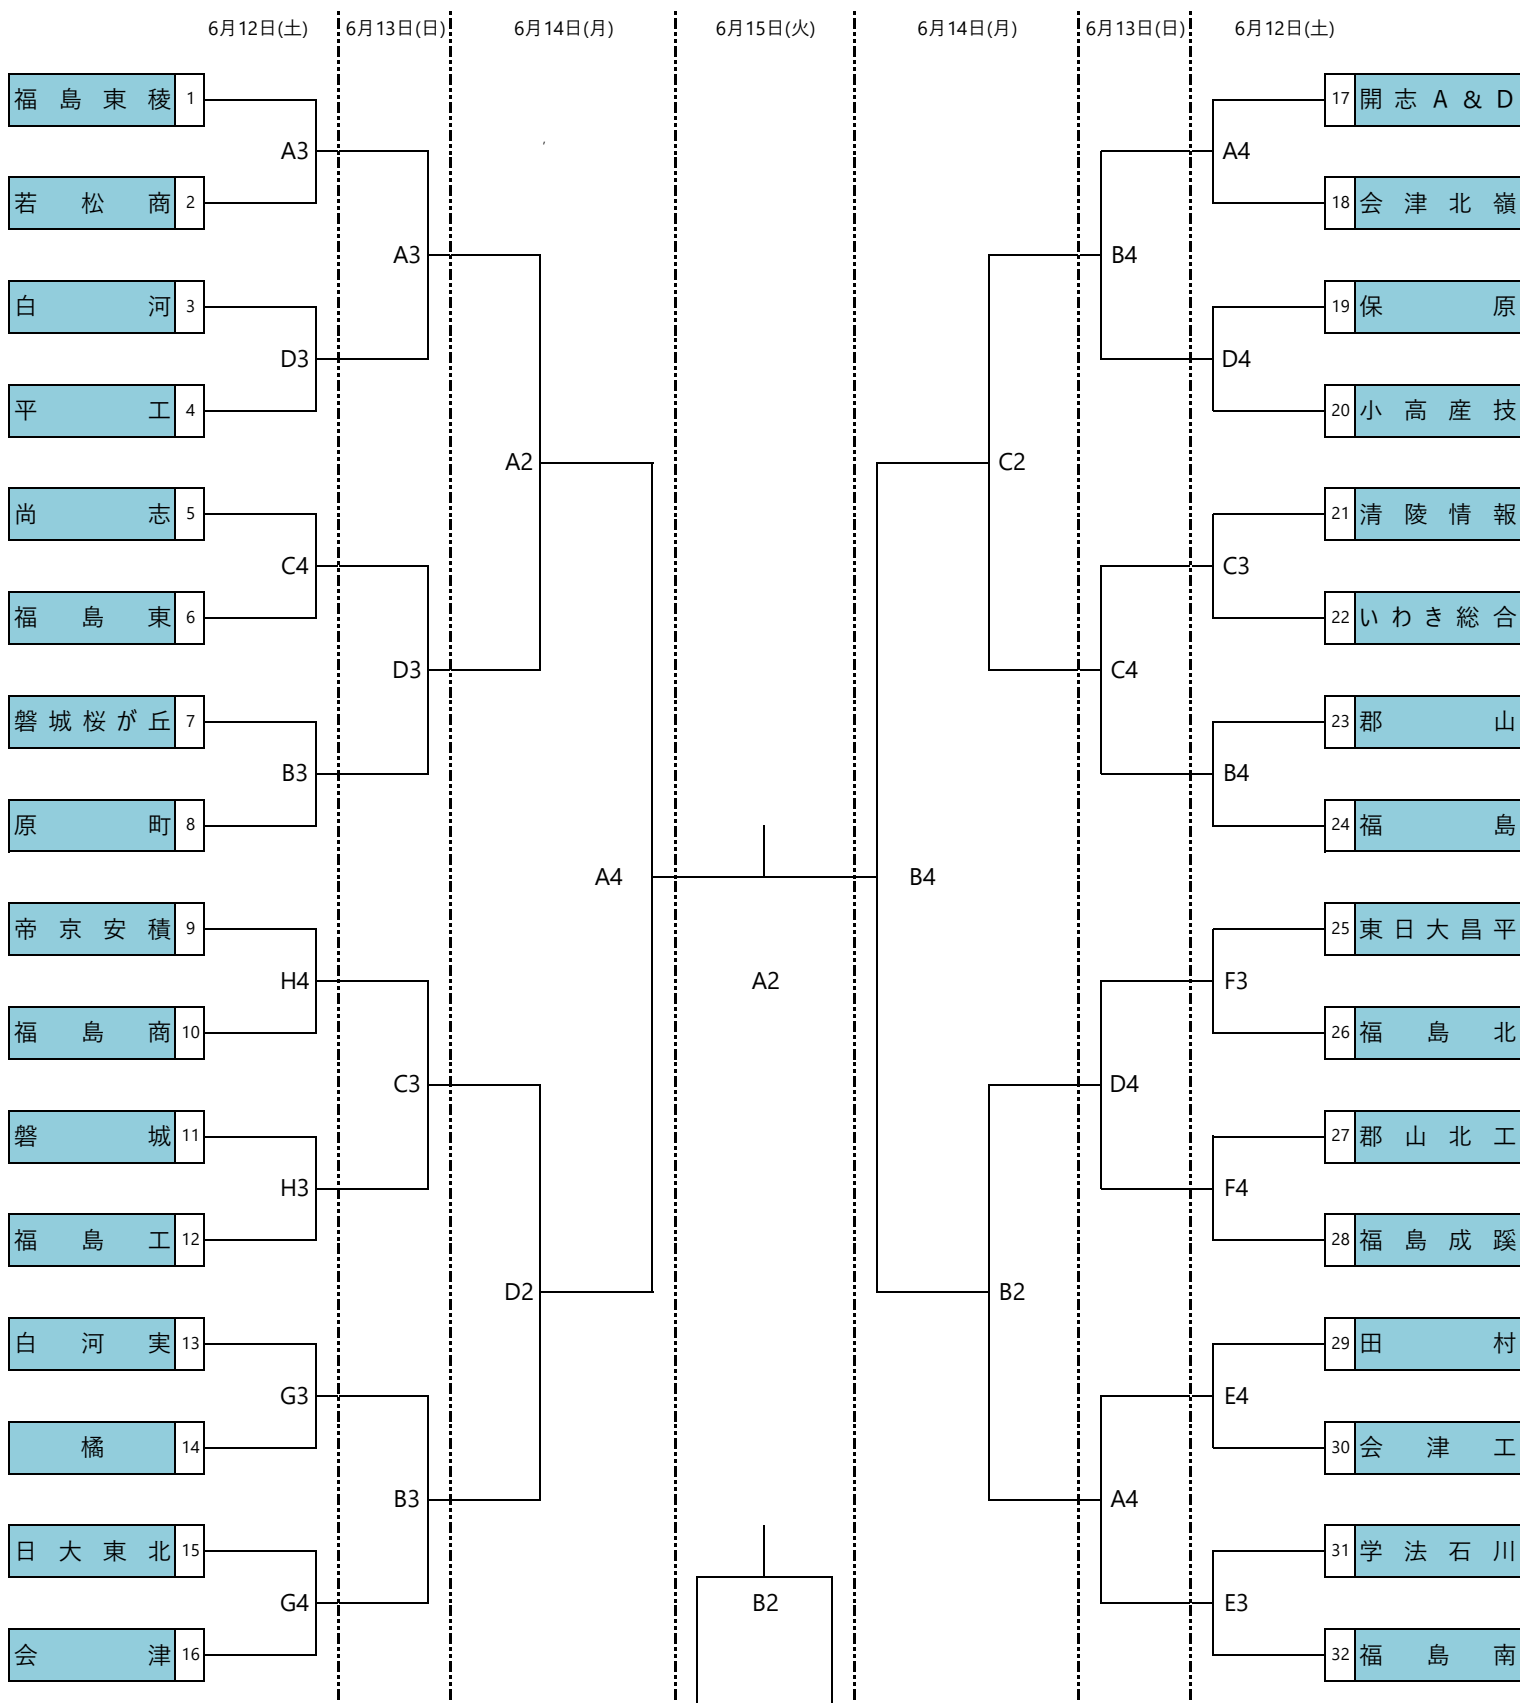 6月12日(土) 6月13日(日) 6月14日(月) 6月15日(火) 6月14日(月) 6月13日(日) 6月12日(土)
福島東稜 1 17 開志A＆D
A3 A4
若松商 2 18 会津北嶺
A3 B4
白河 3 19 保原
D3 D4
平工 4 20 小高産技
A2 C2
尚志 5 21 清陵情報
C4 C3
福島東 6 22 いわき総合
D3 C4
磐城桜が丘 7 23 郡山
B3 B4
原町 8 24 福島
A4 B4
帝京安積 9 25 東日大昌平
H4 A2 F3
福島商 10 26 福島北
C3 D4
磐城 11 27 郡山北工
H3 F4
福島工 12 28 福島成蹊
D2 B2
白河実 13 29 田村
G3 E4
橘 14 30 会津工
B3 A4
日大東北 15 31 学法石川
G4 B2 E3
会津 16 32 福島南